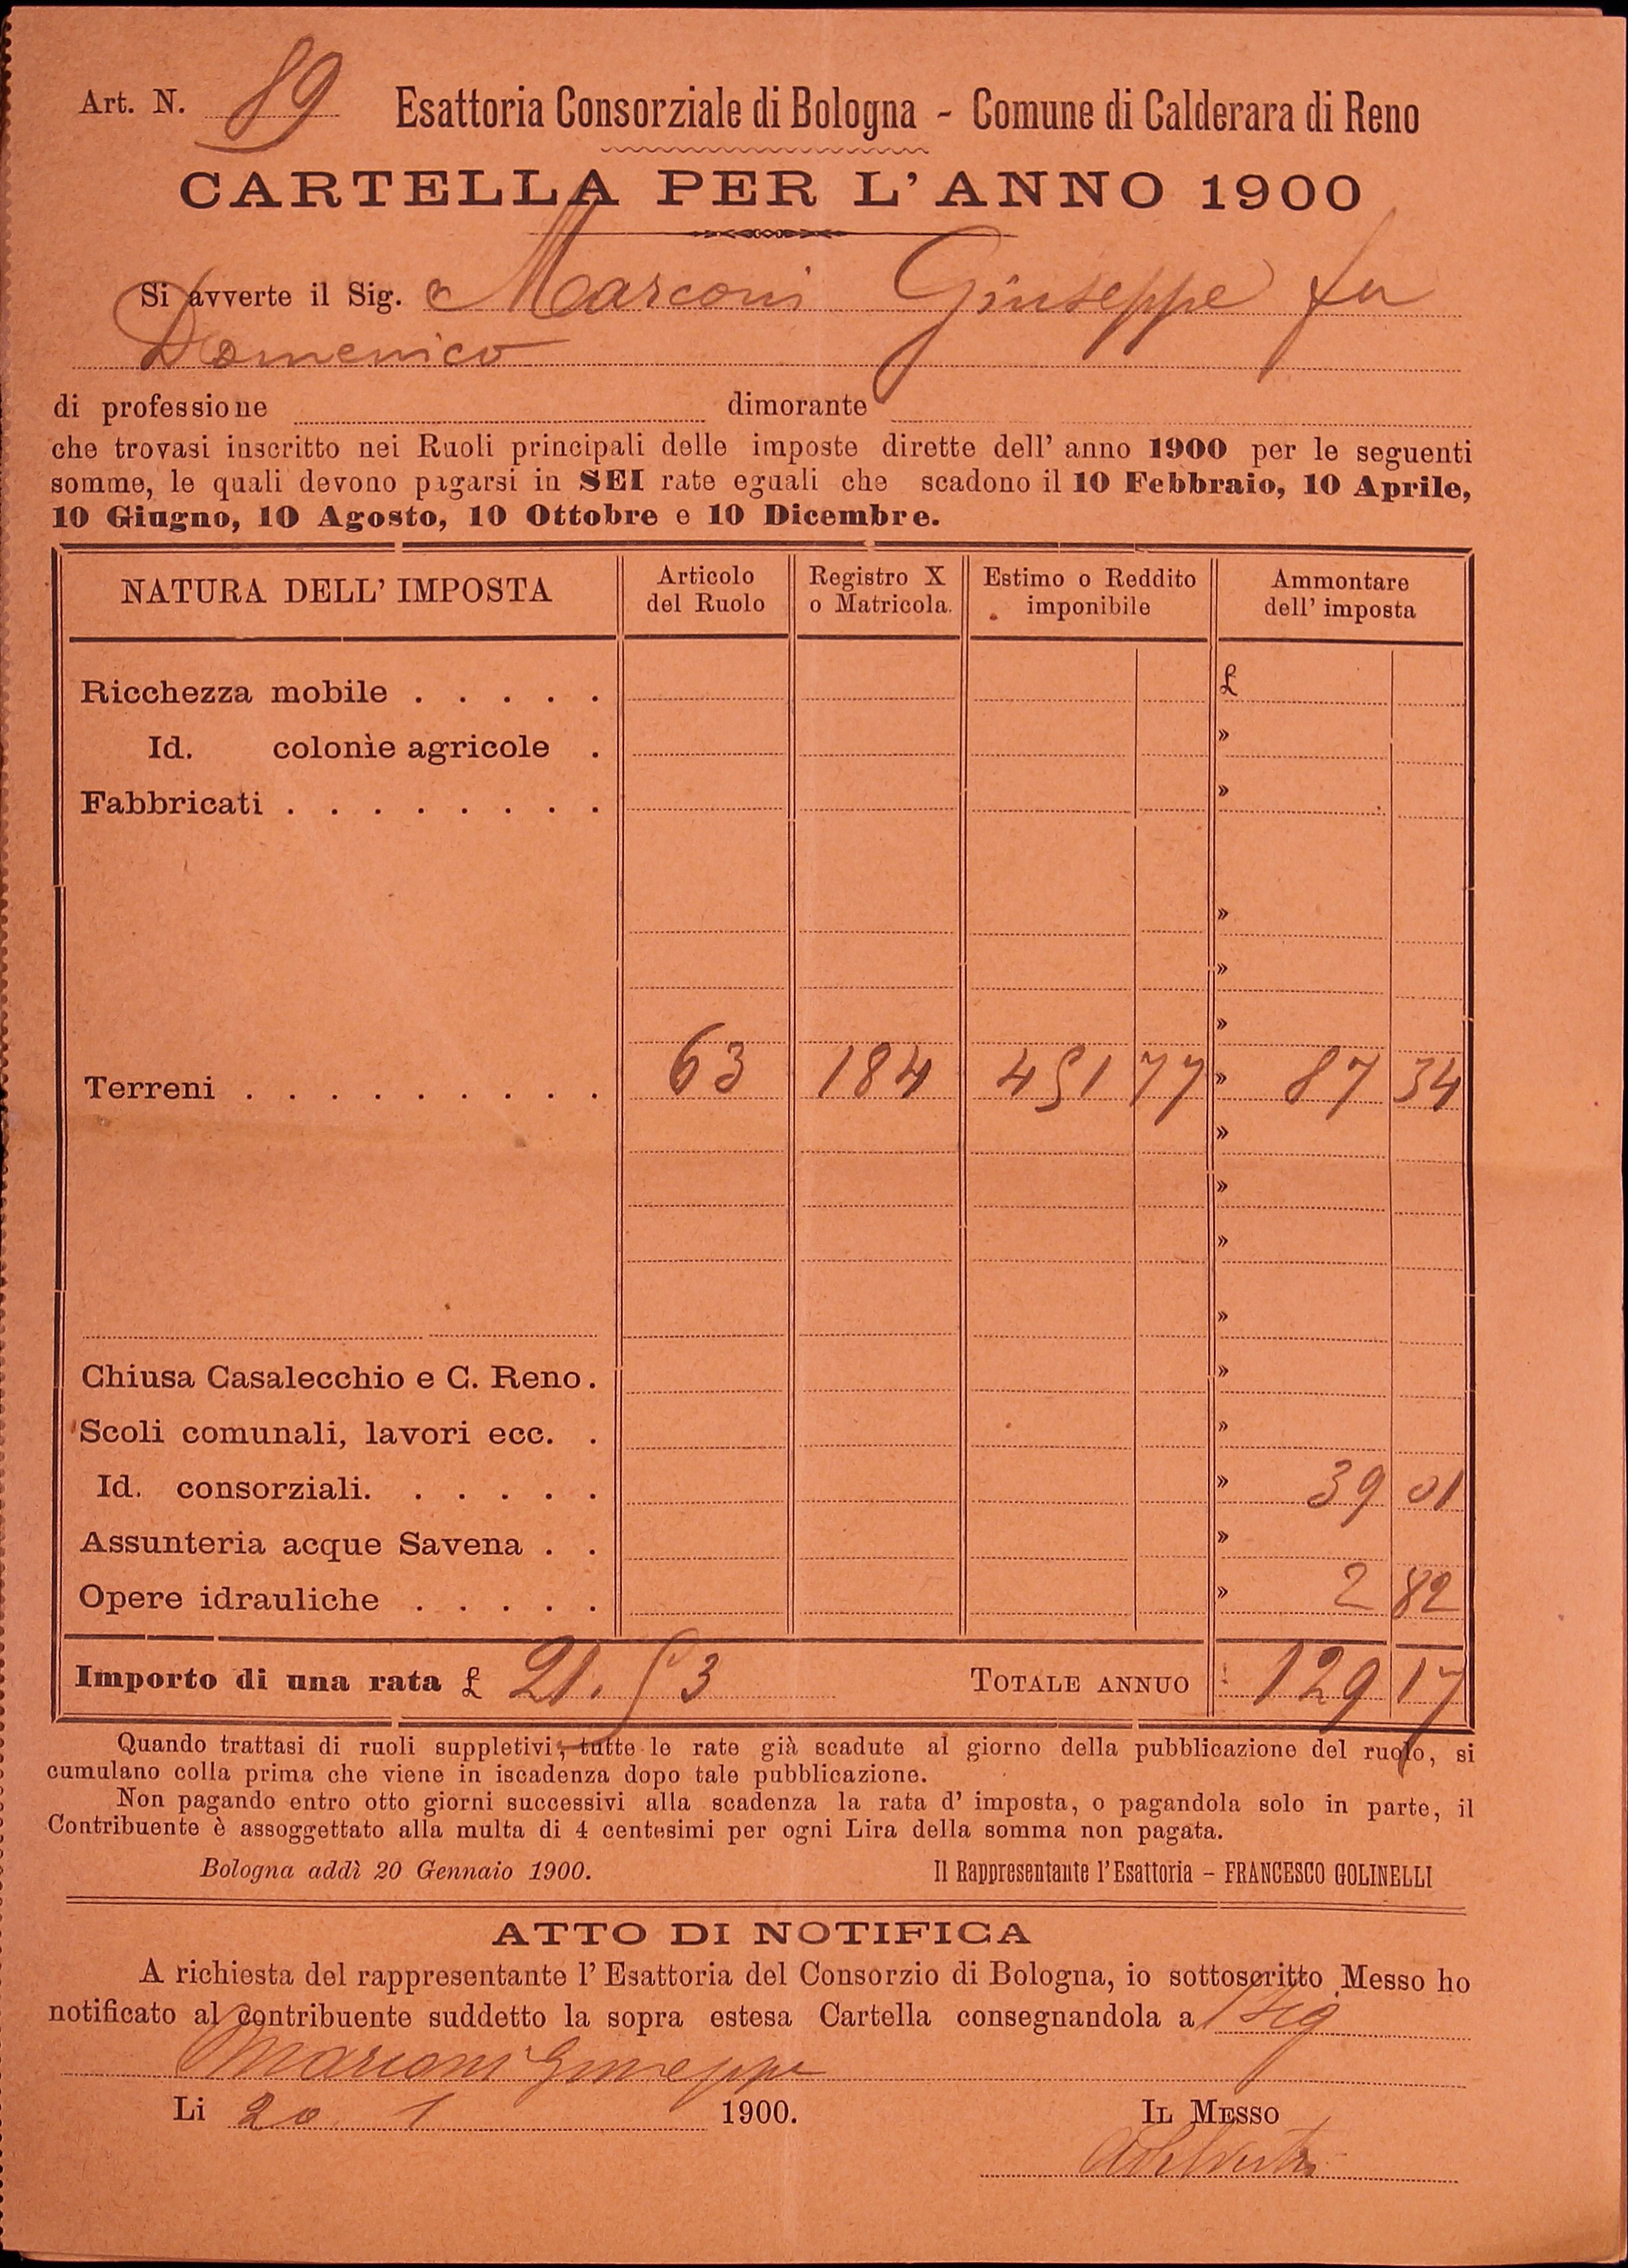 Art. N. 89 Esattoria Consorziale di Bologna - Comune di Calderara di Reno
CARTELLA PER L'ANNO 1900
Si avverte il Sig. Marconi Giuseppe fu
Domenico
di professione dimorante
che trovasi inscritto nei Ruoli principali delle imposte dirette dell' anno 1900 per le seguenti
somme, le quali devono pagarsi in SEI rate eguali che scadono il 10 Febbraio, 10 Aprile,
10 Giugno, 10 Agosto, 10 Ottobre e 10 Dicembre.
NATURA DELL' IMPOSTA Articolo del Ruolo Registro X o Matricola. Estimo o Reddito imponibile Ammontare dell' imposta
Ricchezza mobile . . . . . £
Id. colonìe agricole . »
Fabbricati . . . . . . . . »
»
»
»
Terreni . . . . . . . . . 63 184 451 77 » 87 34
»
»
»
»
Chiusa Casalecchio e C. Reno . »
Scoli comunali, lavori ecc. . »
Id. consorziali. . . . . . » 39 01
Assunteria acque Savena . . »
Opere idrauliche . . . . . » 2 82
Importo di una rata £ 21.53 TOTALE ANNUO 129 17
Quando trattasi di ruoli suppletivi, tutte le rate già scadute al giorno della pubblicazione del ruolo, si
cumulano colla prima che viene in iscadenza dopo tale pubblicazione.
Non pagando entro otto giorni successivi alla scadenza la rata d' imposta, o pagandola solo in parte, il
Contribuente è assoggettato alla multa di 4 centesimi per ogni Lira della somma non pagata.
Bologna addì 20 Gennaio 1900. Il Rappresentante l'Esattoria - FRANCESCO GOLINELLI
ATTO DI NOTIFICA
A richiesta del rappresentante l' Esattoria del Consorzio di Bologna, io sottoscritto Messo ho
notificato al contribuente suddetto la sopra estesa Cartella consegnandola a l Sig
Marconi Giuseppe
Li 20 1 1900. IL MESSO